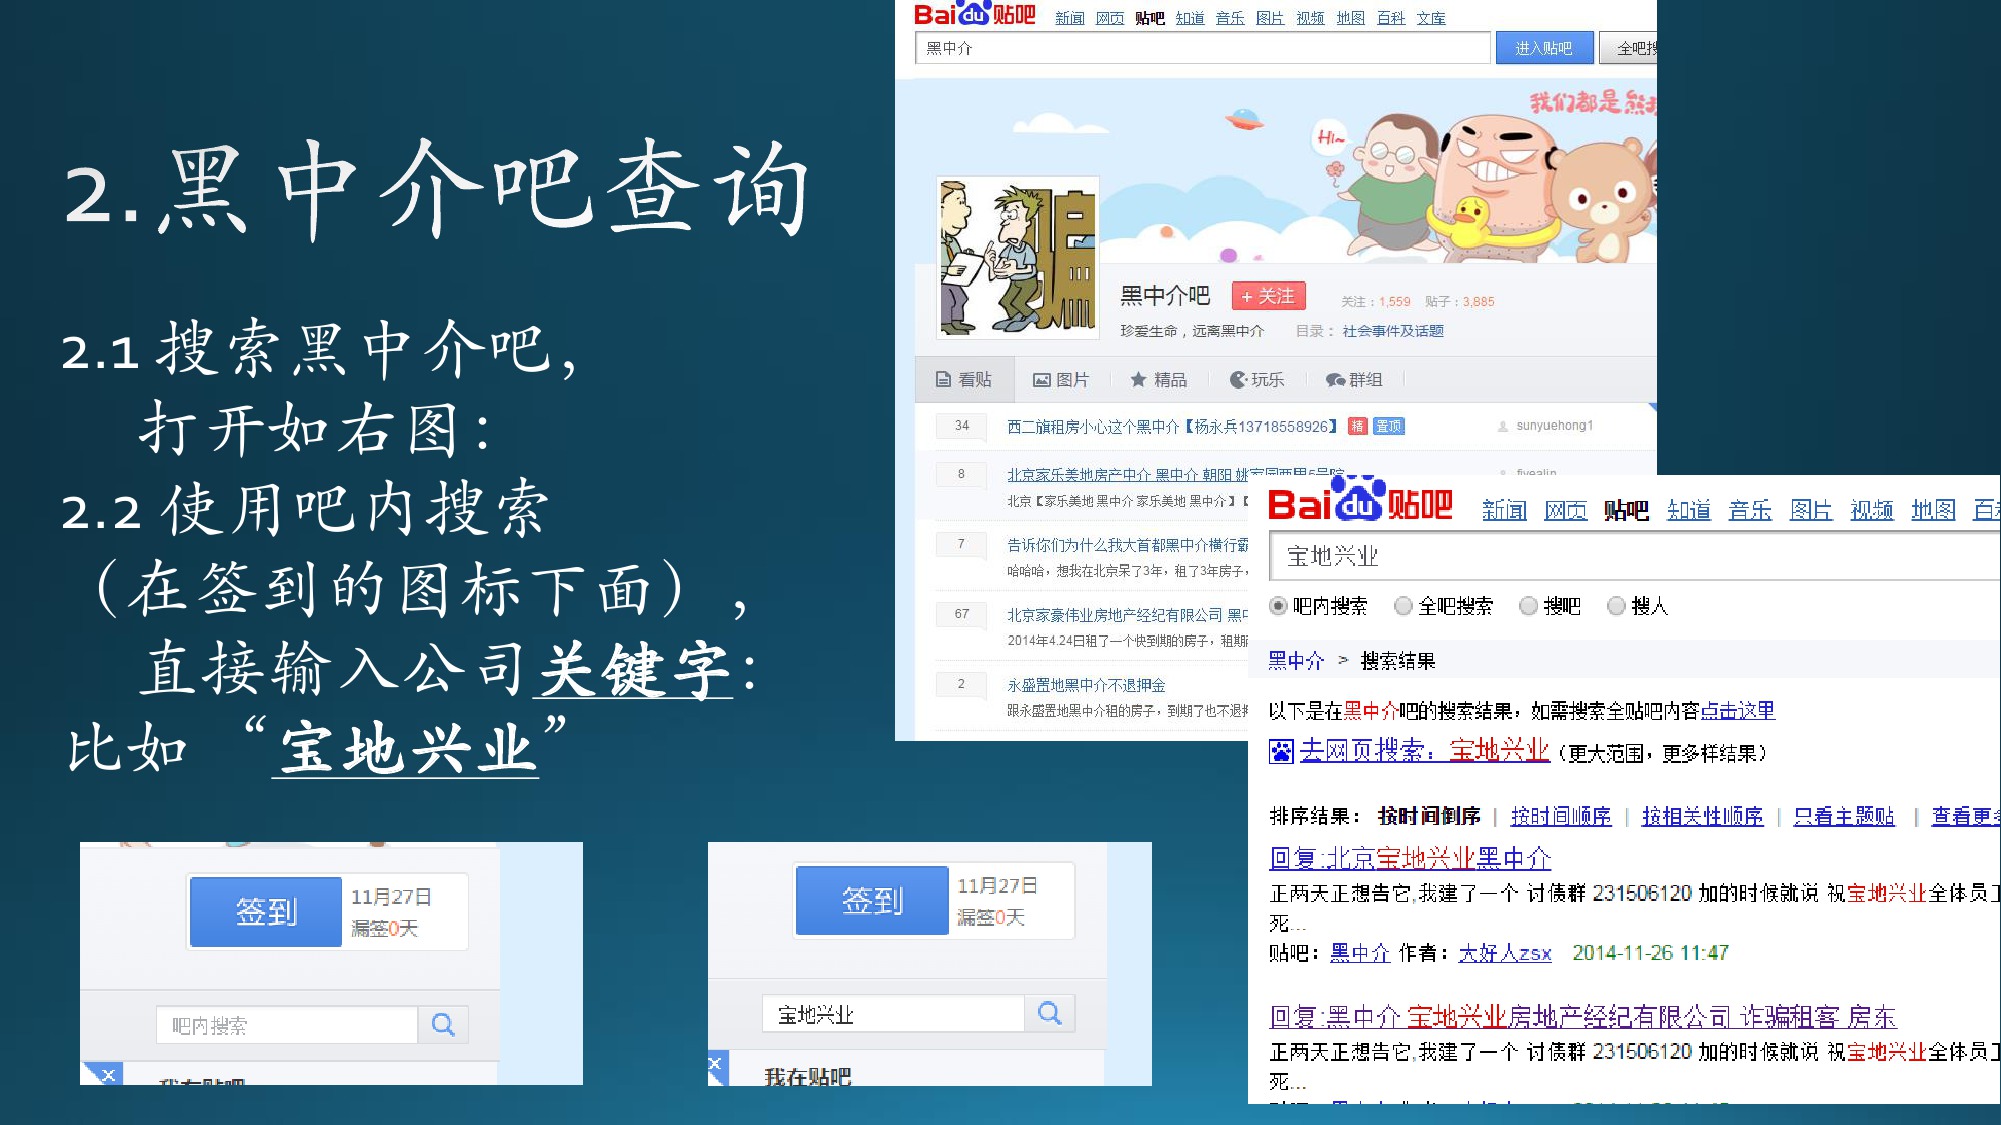 2.黑中介吧查询
2.1 搜索黑中介吧，
打开如右图：
2.2 使用吧内搜索
（在签到的图标下面），
直接输入公司关键字：
比如 “宝地兴业”
Bai du 贴吧 新闻 网页 贴吧 知道 音乐 图片 视频 地图 百科 文库
黑中介 进入贴吧 全吧搜
我们都是熊孩
Hi~
骗
黑中介吧 + 关注 关注：1,559 贴子：3,885
珍爱生命，远离黑中介 目录： 社会事件及话题
看贴 图片 精品 玩乐 群组
34 西二旗租房小心这个黑中介【杨永兵13718558926】 精 置顶 sunyuehong1
8 北京家乐美地房产中介 黑中介 朝阳 姚家园西里5号院
北京【家乐美地 黑中介 家乐美地 黑中介】【
7 告诉你们为什么我大首都黑中介横行霸
哈哈哈，想我在北京呆了3年，租了3年房子，
67 北京家豪伟业房地产经纪有限公司 黑中
2014年4.24日租了一个快到期的房子，租期
2 永盛置地黑中介不退押金
跟永盛置地黑中介租的房子，到期了也不退押
Bai du 贴吧 新闻 网页 贴吧 知道 音乐 图片 视频 地图 百科
宝地兴业
吧内搜索 全吧搜索 搜吧 搜人
黑中介 > 搜索结果
以下是在黑中介吧的搜索结果，如需搜索全贴吧内容点击这里
去网页搜索：宝地兴业（更大范围，更多样结果）
排序结果： 按时间倒序 | 按时间顺序 | 按相关性顺序 | 只看主题贴 | 查看更多
回复:北京宝地兴业黑中介
正两天正想告它,我建了一个 讨债群 231506120 加的时候就说 祝宝地兴业全体员工
死...
贴吧：黑中介 作者：大好人zsx 2014-11-26 11:47
回复:黑中介 宝地兴业房地产经纪有限公司 诈骗租客 房东
正两天正想告它,我建了一个 讨债群 231506120 加的时候就说 祝宝地兴业全体员工
死...
签到 11月27日
漏签0天
吧内搜索
我在贴吧
签到 11月27日
漏签0天
宝地兴业
我在贴吧